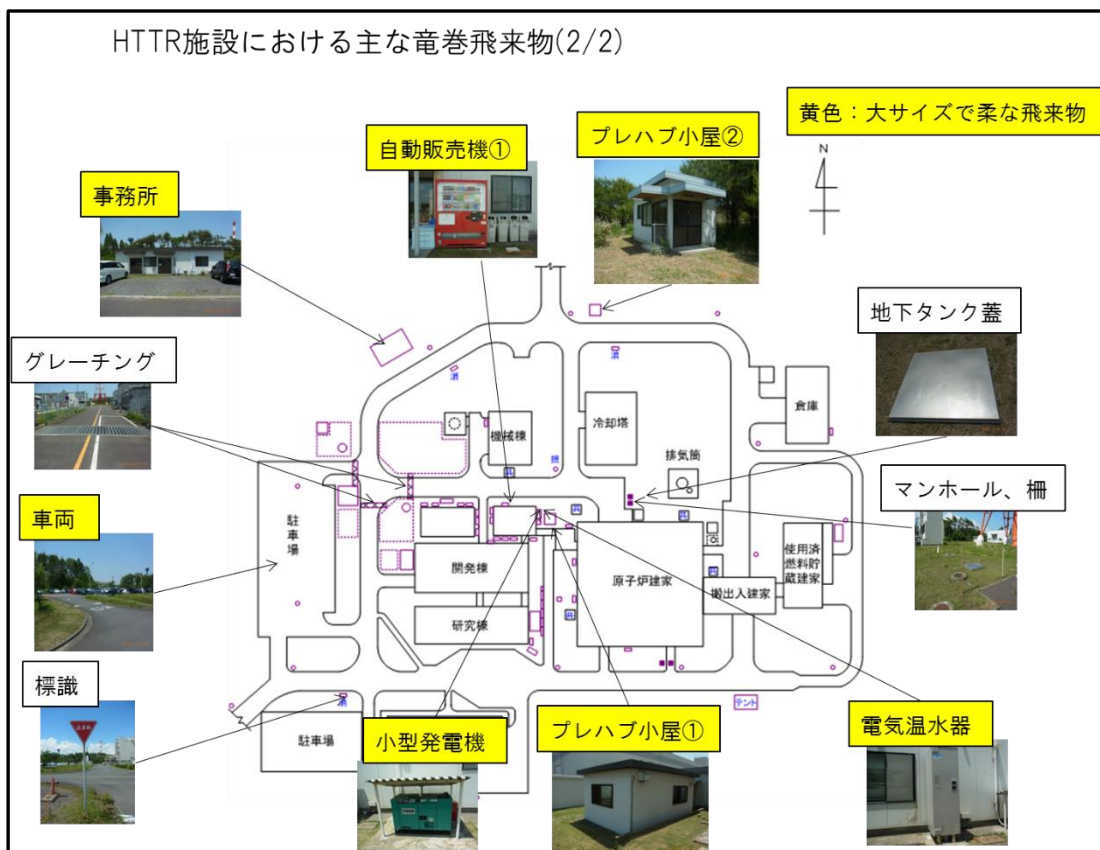 HTTR施設における主な竜巻飛来物(2/2)
黄色：大サイズで柔な飛来物
プレハブ小屋②
自動販売機①
N
事務所
地下タンク蓋
グレーチング
消
消
倉庫
冷却塔
機械棟
排気筒
マンホール、柵
車両
駐車場
開発棟
原子炉建家
使用済
燃料貯
蔵建家
搬出入建家
研究棟
標識
消
テント
駐車場
小型発電機
プレハブ小屋①
電気温水器